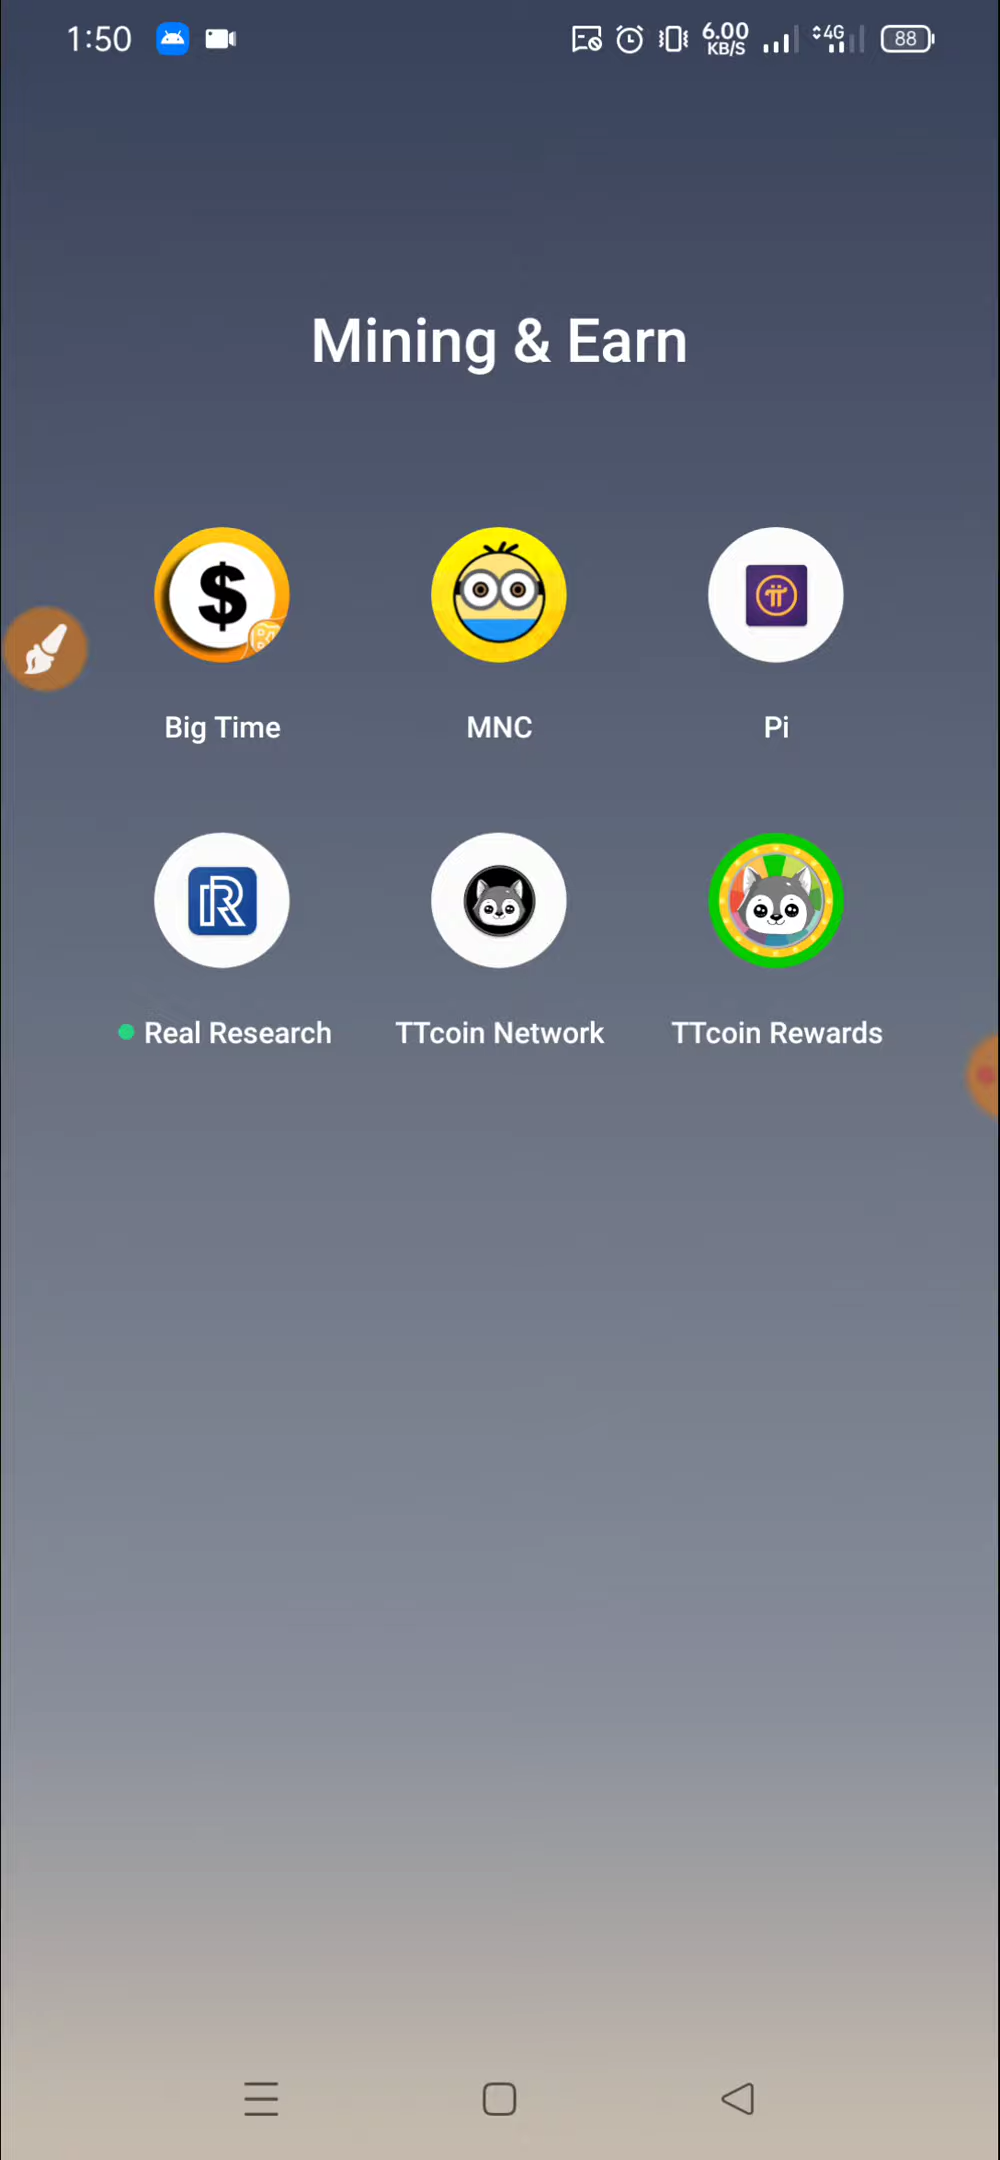 1:50 6.00 KB/S 4G 88
Mining & Earn
$
Big Time MNC Pi
R
Real Research TTcoin Network TTcoin Rewards